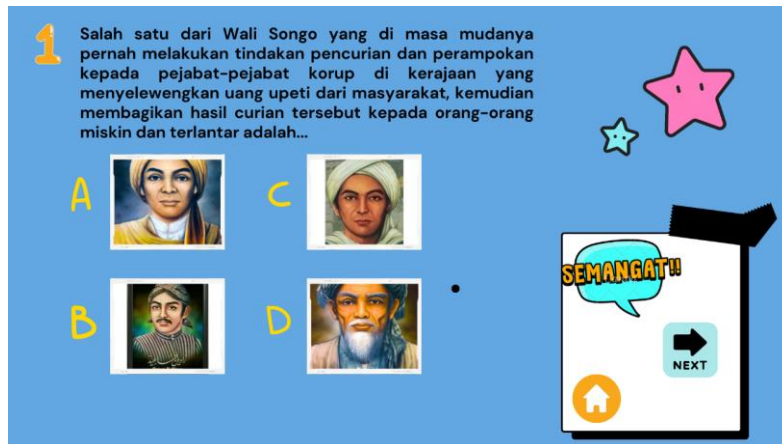 1
Salah satu dari Wali Songo yang di masa mudanya
pernah melakukan tindakan pencurian dan perampokan
kepada pejabat-pejabat korup di kerajaan yang
menyelewengkan uang upeti dari masyarakat, kemudian
membagikan hasil curian tersebut kepada orang-orang
miskin dan terlantar adalah...
A
C
B
D
SEMANGAT!!
NEXT